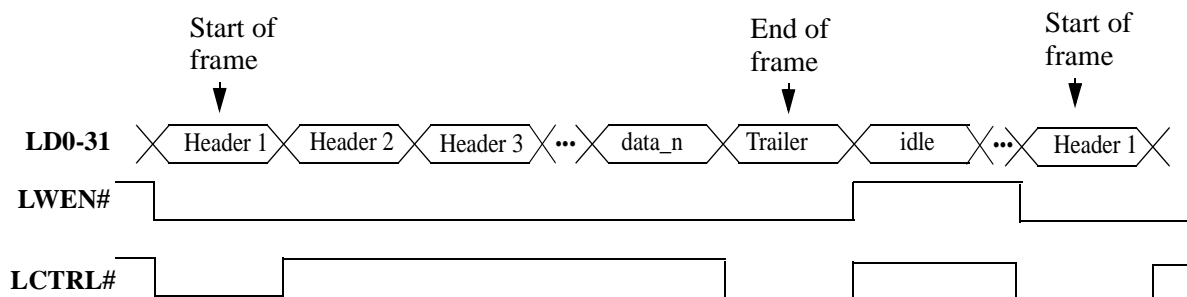 Start of
frame
End of
frame
Start of
frame
LD0-31 Header 1 Header 2 Header 3 ••• data_n Trailer idle ••• Header 1
LWEN#
LCTRL#